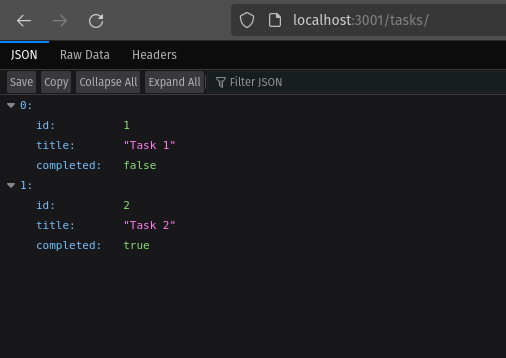 localhost:3001/tasks/
JSON Raw Data Headers
Save Copy Collapse All Expand All Filter JSON
0:
id: 1
title: "Task 1"
completed: false
1:
id: 2
title: "Task 2"
completed: true